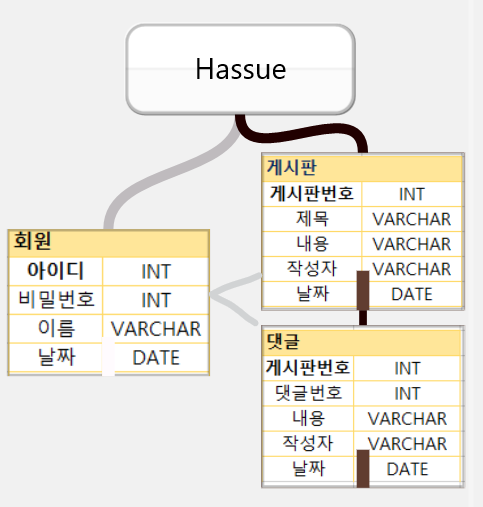 Hassue
게시판
게시판번호 INT
제목 VARCHAR
내용 VARCHAR
작성자 VARCHAR
날짜 DATE
회원
아이디 INT
비밀번호 INT
이름 VARCHAR
날짜 DATE
댓글
게시판번호 INT
댓글번호 INT
내용 VARCHAR
작성자 VARCHAR
날짜 DATE